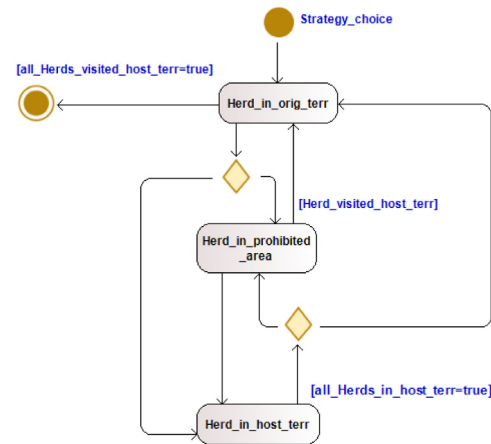 Strategy_choice
[all_Herds_visited_host_terr=true]
Herd_in_orig_terr
[Herd_visited_host_terr]
Herd_in_prohibited
_area
[all_Herds_in_host_terr=true]
Herd_in_host_terr